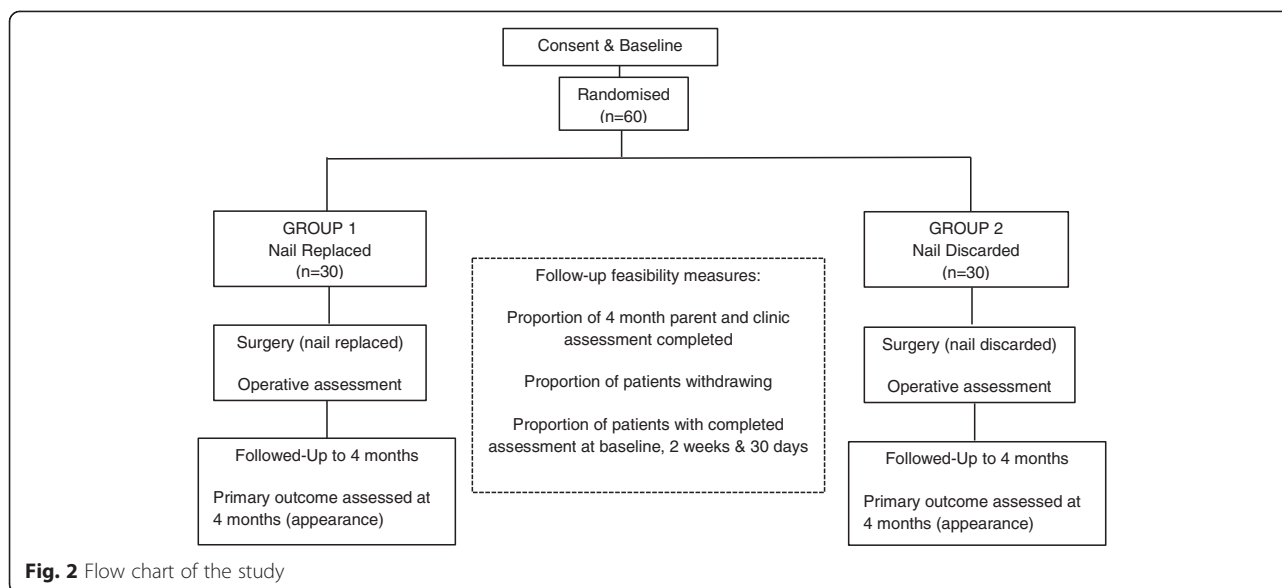 Consent & Baseline
Randomised
(n=60)
GROUP 1
Nail Replaced
(n=30)
GROUP 2
Nail Discarded
(n=30)
Follow-up feasibility measures:
Proportion of 4 month parent and clinic
assessment completed
Proportion of patients withdrawing
Proportion of patients with completed
assessment at baseline, 2 weeks & 30 days
Surgery (nail replaced)
Operative assessment
Surgery (nail discarded)
Operative assessment
Followed-Up to 4 months
Primary outcome assessed at
4 months (appearance)
Followed-Up to 4 months
Primary outcome assessed at
4 months (appearance)
Fig. 2 Flow chart of the study